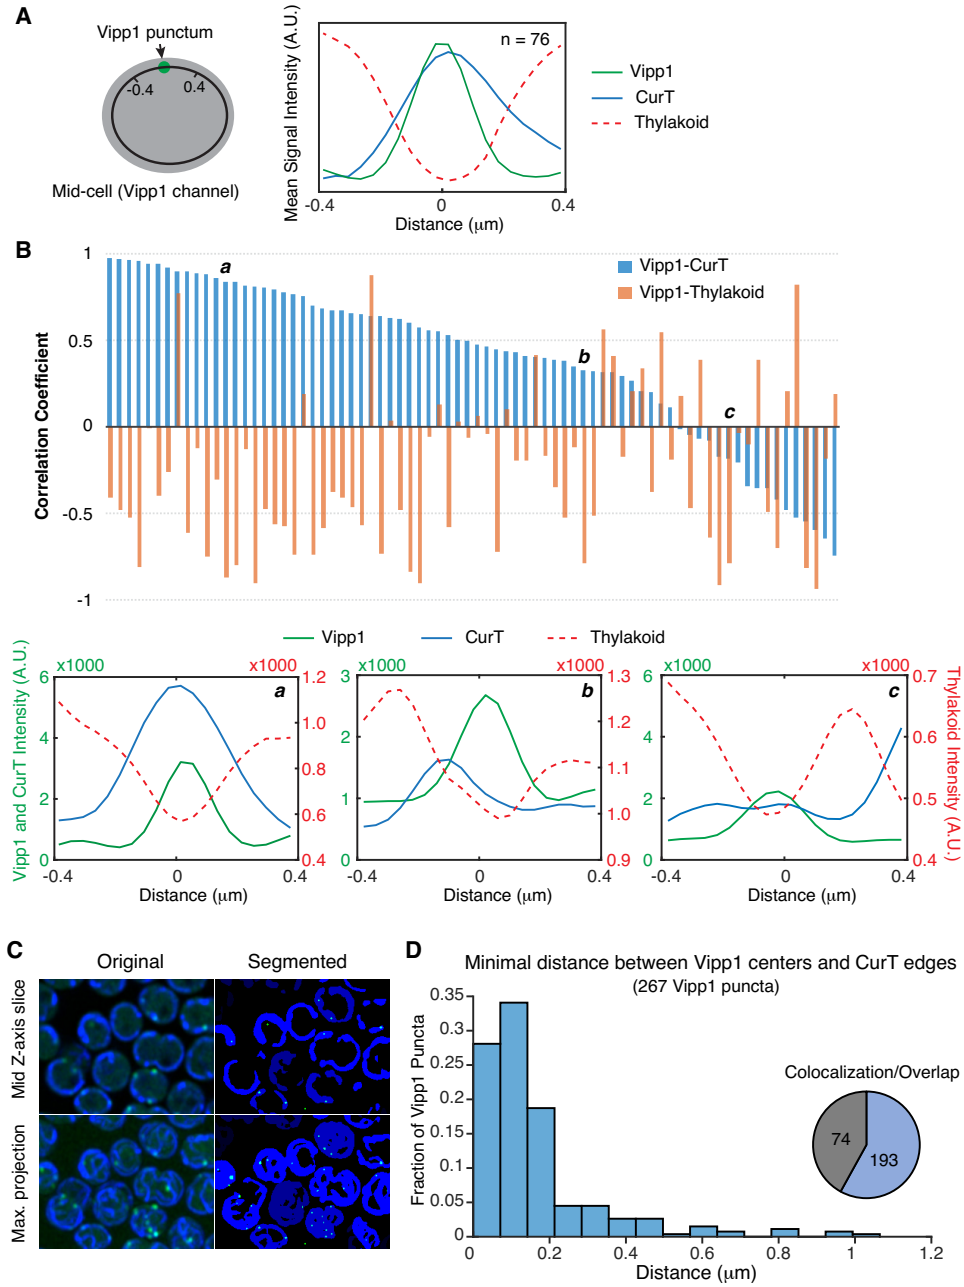 A
Vipp1 punctum
-0.4
0.4
Mid-cell (Vipp1 channel)
Mean Signal Intensity (A.U.)
n = 76
-0.4
0
0.4
Distance (μm)
Vipp1
CurT
Thylakoid
B
Correlation Coefficient
1
0.5
0
-0.5
-1
a
b
c
Vipp1-CurT
Vipp1-Thylakoid
Vipp1
CurT
Thylakoid
Vipp1 and CurT Intensity (A.U.)
x1000
x1000
6
4
2
0
a
1.2
1.0
0.8
0.6
0.4
-0.4
0
0.4
Distance (μm)
x1000
x1000
3
2
1
0
b
1.3
1.2
1.1
1.0
0.9
-0.4
0
0.4
Distance (μm)
x1000
x1000
6
4
2
0
c
0.7
0.6
0.5
0.4
-0.4
0
0.4
Distance (μm)
Thylakoid Intensity (A.U.)
C
Original
Segmented
Mid Z-axis slice
Max. projection
D
Minimal distance between Vipp1 centers and CurT edges
(267 Vipp1 puncta)
Fraction of Vipp1 Puncta
0.35
0.3
0.25
0.2
0.15
0.1
0.05
0
0
0.2
0.4
0.6
0.8
1
1.2
Distance (μm)
Colocalization/Overlap
74
193